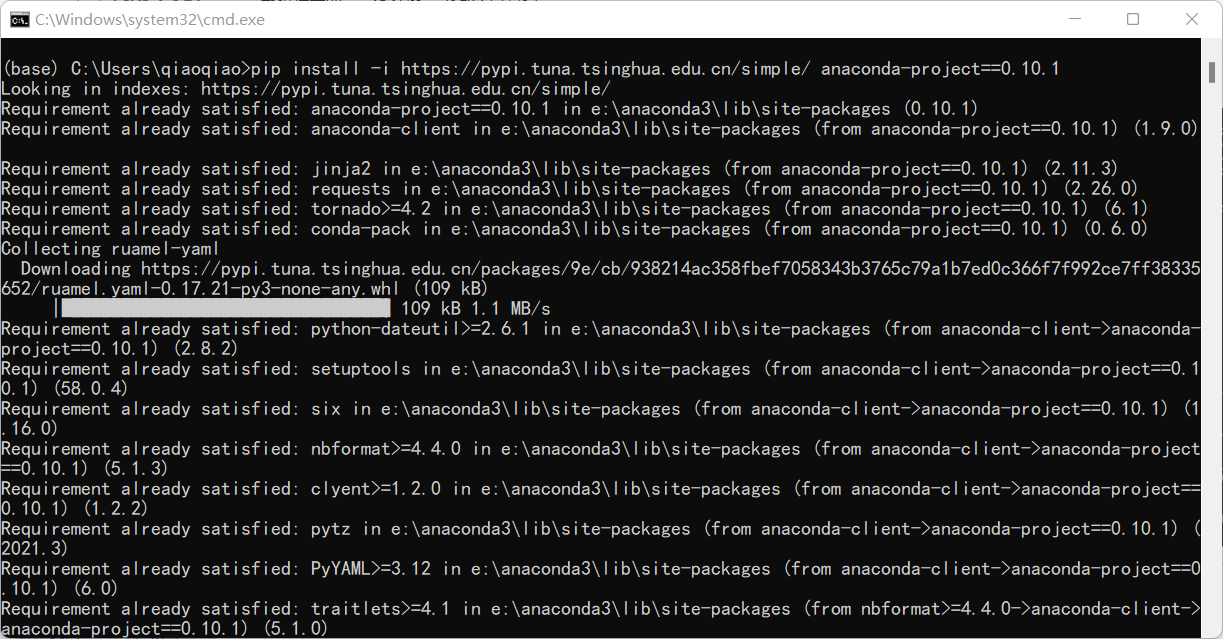 C:\Windows\system32\cmd.exe
(base) C:\Users\qiaoqiao>pip install -i https://pypi.tuna.tsinghua.edu.cn/simple/ anaconda-project==0.10.1
Looking in indexes: https://pypi.tuna.tsinghua.edu.cn/simple/
Requirement already satisfied: anaconda-project==0.10.1 in e:\anaconda3\lib\site-packages (0.10.1)
Requirement already satisfied: anaconda-client in e:\anaconda3\lib\site-packages (from anaconda-project==0.10.1) (1.9.0)
Requirement already satisfied: jinja2 in e:\anaconda3\lib\site-packages (from anaconda-project==0.10.1) (2.11.3)
Requirement already satisfied: requests in e:\anaconda3\lib\site-packages (from anaconda-project==0.10.1) (2.26.0)
Requirement already satisfied: tornado>=4.2 in e:\anaconda3\lib\site-packages (from anaconda-project==0.10.1) (6.1)
Requirement already satisfied: conda-pack in e:\anaconda3\lib\site-packages (from anaconda-project==0.10.1) (0.6.0)
Collecting ruamel-yaml
Downloading https://pypi.tuna.tsinghua.edu.cn/packages/9e/cb/938214ac358fbef7058343b3765c79a1b7ed0c366f7f992ce7ff38335
652/ruamel.yaml-0.17.21-py3-none-any.whl (109 kB)
109 kB 1.1 MB/s
Requirement already satisfied: python-dateutil>=2.6.1 in e:\anaconda3\lib\site-packages (from anaconda-client->anaconda-
project==0.10.1) (2.8.2)
Requirement already satisfied: setuptools in e:\anaconda3\lib\site-packages (from anaconda-client->anaconda-project==0.1
0.1) (58.0.4)
Requirement already satisfied: six in e:\anaconda3\lib\site-packages (from anaconda-client->anaconda-project==0.10.1) (1
.16.0)
Requirement already satisfied: nbformat>=4.4.0 in e:\anaconda3\lib\site-packages (from anaconda-client->anaconda-project
==0.10.1) (5.1.3)
Requirement already satisfied: clyent>=1.2.0 in e:\anaconda3\lib\site-packages (from anaconda-client->anaconda-project==
0.10.1) (1.2.2)
Requirement already satisfied: pytz in e:\anaconda3\lib\site-packages (from anaconda-client->anaconda-project==0.10.1) (
2021.3)
Requirement already satisfied: PyYAML>=3.12 in e:\anaconda3\lib\site-packages (from anaconda-client->anaconda-project==0
.10.1) (6.0)
Requirement already satisfied: traitlets>=4.1 in e:\anaconda3\lib\site-packages (from nbformat>=4.4.0->anaconda-client->
anaconda-project==0.10.1) (5.1.0)